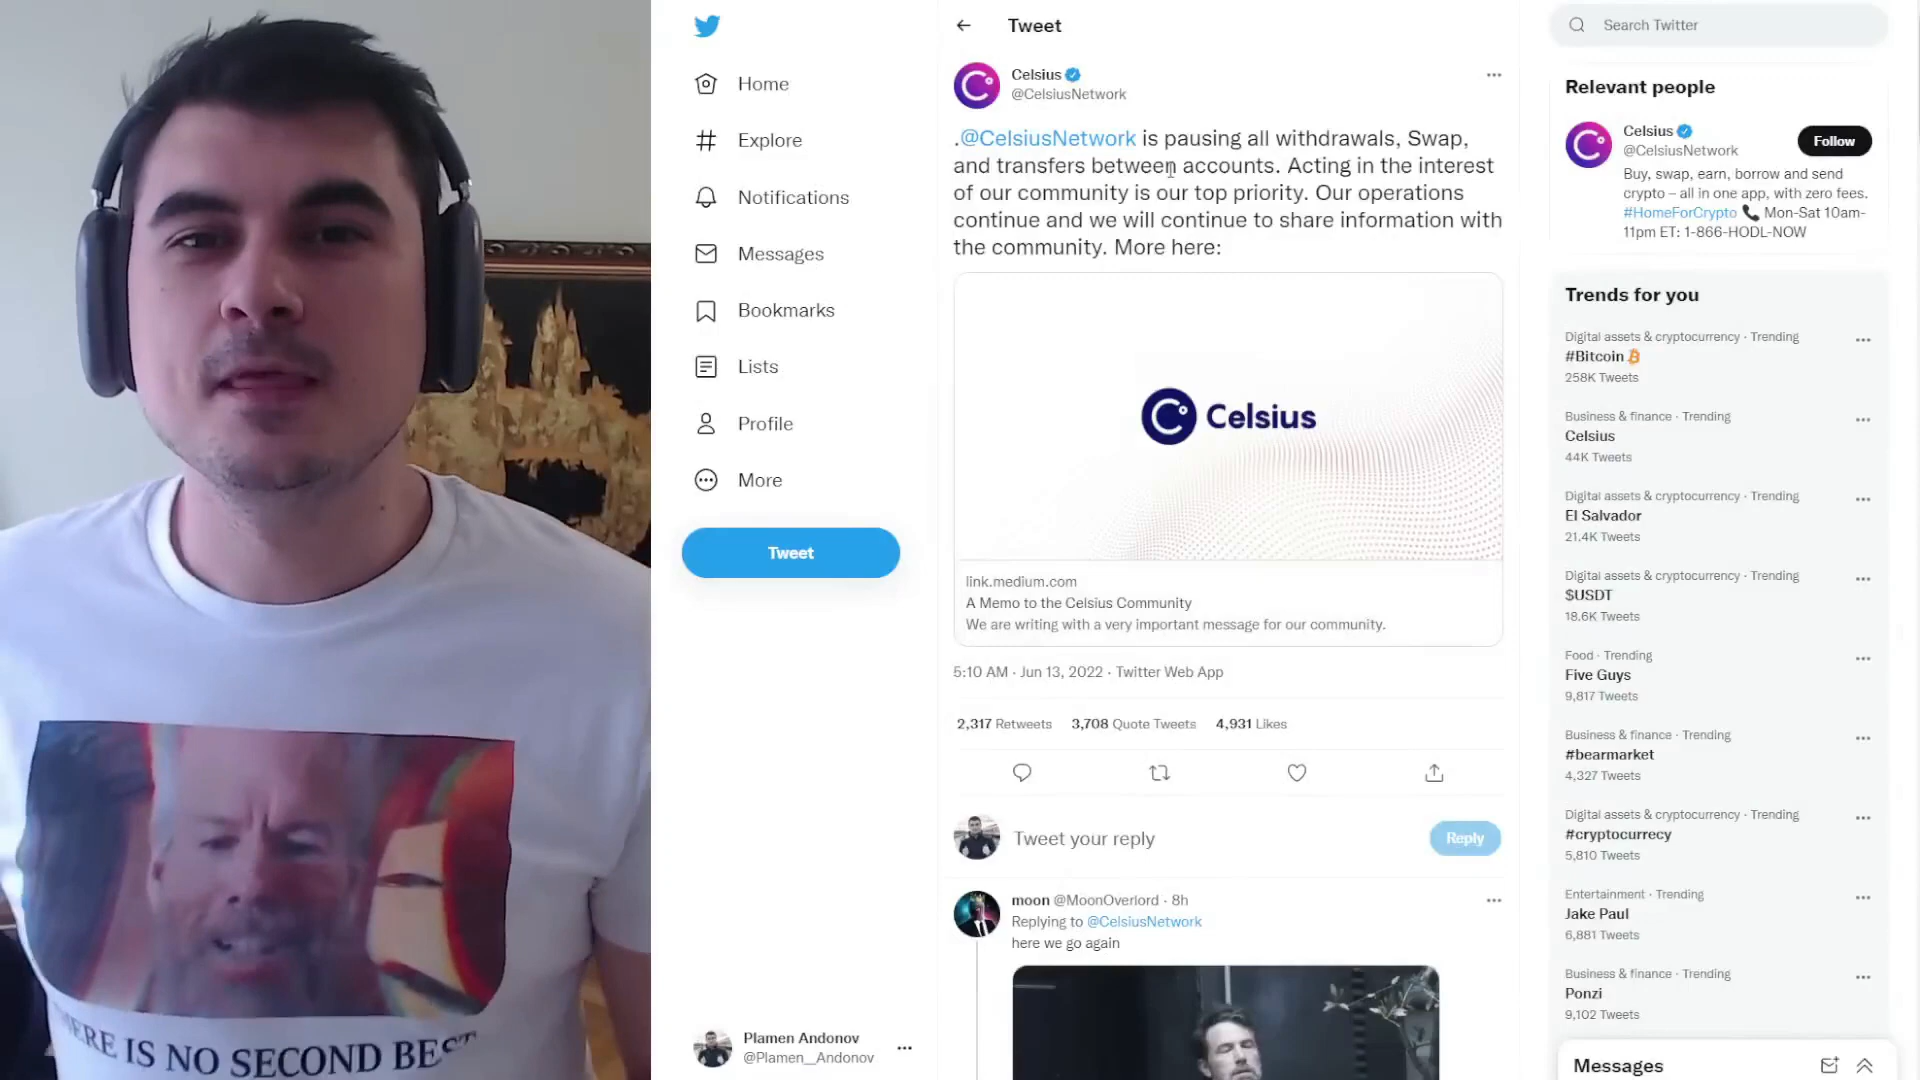 Home
Explore
Notifications
Messages
Bookmarks
Lists
Profile
More
Tweet
Plamen Andonov
@Plamen__Andonov
Tweet
Celsius
@CelsiusNetwork
.@CelsiusNetwork is pausing all withdrawals, Swap,
and transfers between accounts. Acting in the interest
of our community is our top priority. Our operations
continue and we will continue to share information with
the community. More here:
Celsius
link.medium.com
A Memo to the Celsius Community
We are writing with a very important message for our community.
5:10 AM · Jun 13, 2022 · Twitter Web App
2,317 Retweets 3,708 Quote Tweets 4,931 Likes
Tweet your reply
Reply
moon @MoonOverlord · 8h
Replying to @CelsiusNetwork
here we go again
Search Twitter
Relevant people
Celsius
@CelsiusNetwork
Follow
Buy, swap, earn, borrow and send
crypto – all in one app, with zero fees.
#HomeForCrypto 📞 Mon-Sat 10am-
11pm ET: 1-866-HODL-NOW
Trends for you
Digital assets & cryptocurrency · Trending
#Bitcoin
258K Tweets
Business & finance · Trending
Celsius
44K Tweets
Digital assets & cryptocurrency · Trending
El Salvador
21.4K Tweets
Digital assets & cryptocurrency · Trending
$USDT
18.6K Tweets
Food · Trending
Five Guys
9,817 Tweets
Business & finance · Trending
#bearmarket
4,327 Tweets
Digital assets & cryptocurrency · Trending
#cryptocurrecy
5,810 Tweets
Entertainment · Trending
Jake Paul
6,881 Tweets
Business & finance · Trending
Ponzi
9,102 Tweets
Messages
IS NO SECOND BEST